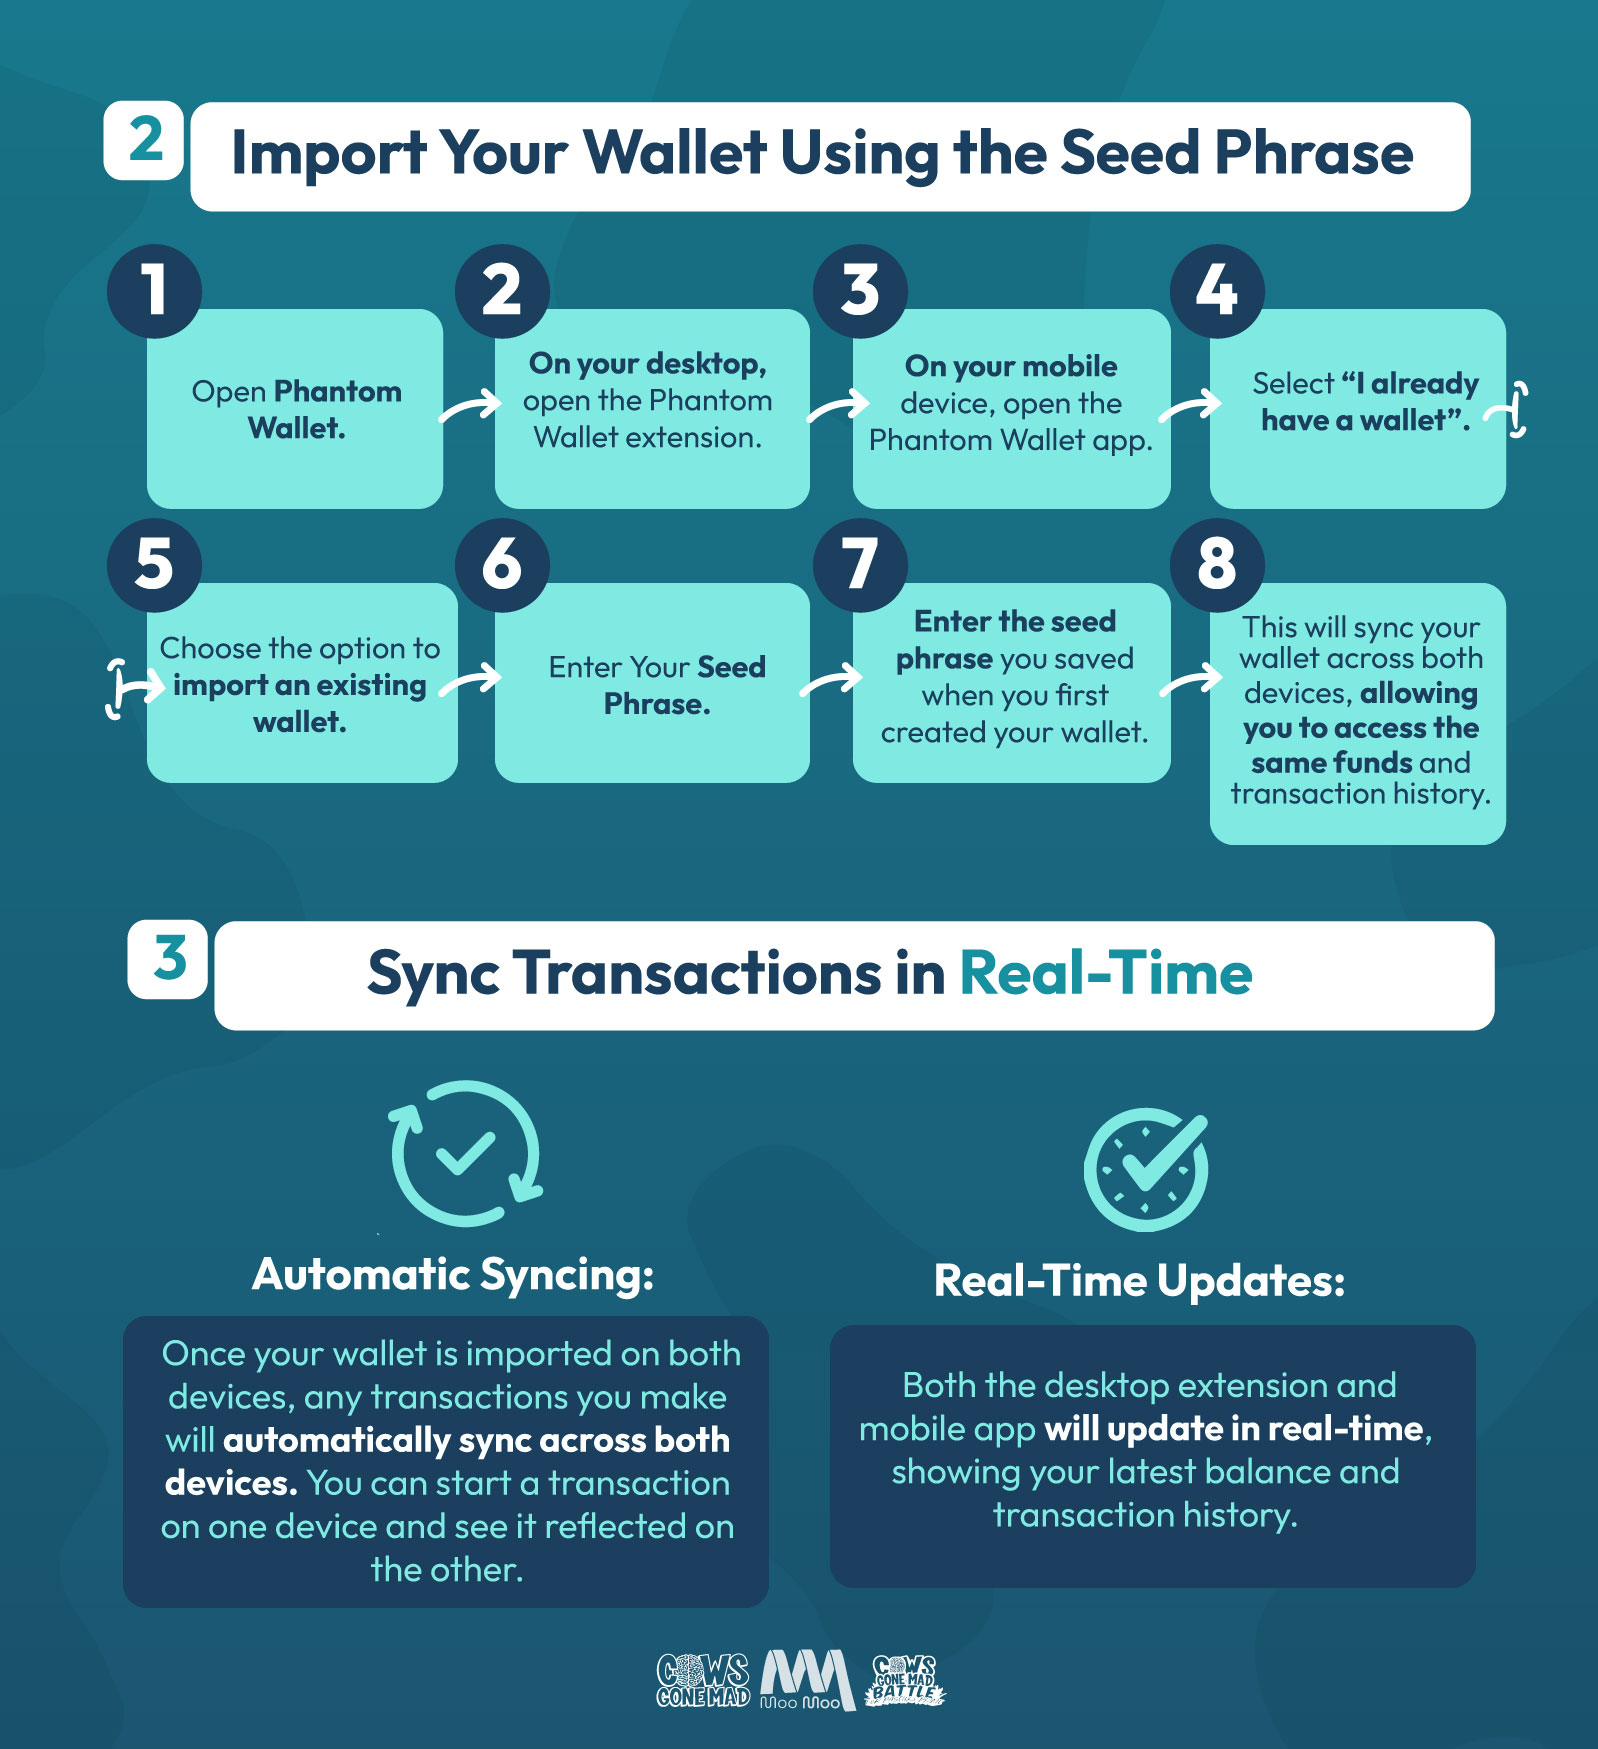 2
Import Your Wallet Using the Seed Phrase
1
Open Phantom
Wallet.
2
On your desktop,
open the Phantom
Wallet extension.
3
On your mobile
device, open the
Phantom Wallet app.
4
Select “I already
have a wallet”.
5
Choose the option to
import an existing
wallet.
6
Enter Your Seed
Phrase.
7
Enter the seed
phrase you saved
when you first
created your wallet.
8
This will sync your
wallet across both
devices, allowing
you to access the
same funds and
transaction history.
3
Sync Transactions in Real-Time
Automatic Syncing:
Once your wallet is imported on both
devices, any transactions you make
will automatically sync across both
devices. You can start a transaction
on one device and see it reflected on
the other.
Real-Time Updates:
Both the desktop extension and
mobile app will update in real-time,
showing your latest balance and
transaction history.
COWS
GONE MAD
Moo Moo
COWS
GONE MAD
BATTLE